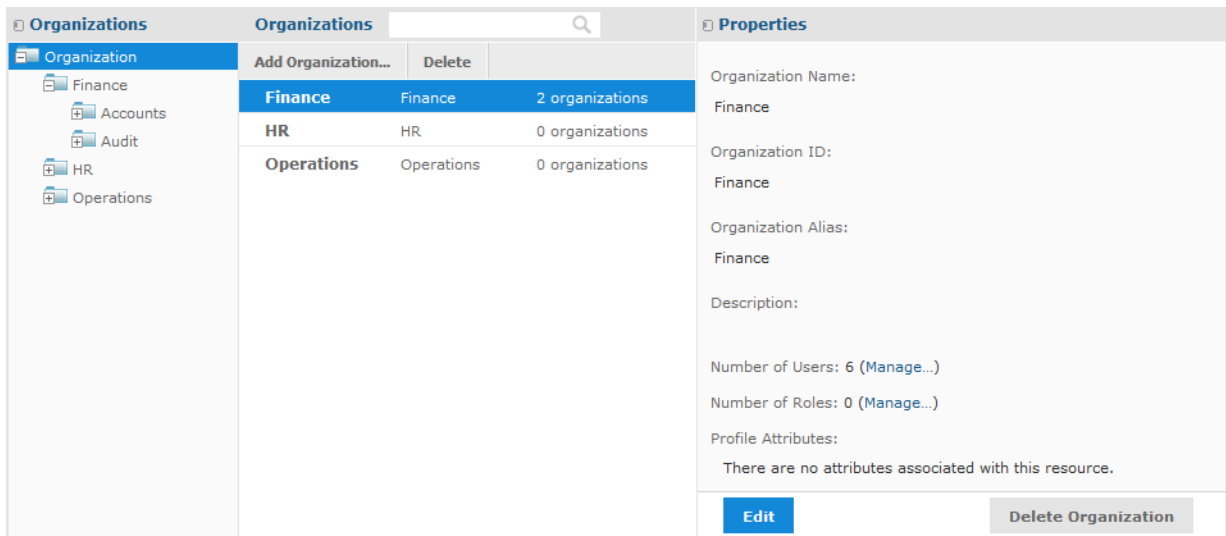 Organizations
Organization
Finance
Accounts
Audit
HR
Operations
Organizations
Add Organization... Delete
Finance Finance 2 organizations
HR HR 0 organizations
Operations Operations 0 organizations
Properties
Organization Name:
Finance
Organization ID:
Finance
Organization Alias:
Finance
Description:
Number of Users: 6 (Manage...)
Number of Roles: 0 (Manage...)
Profile Attributes:
There are no attributes associated with this resource.
Edit Delete Organization